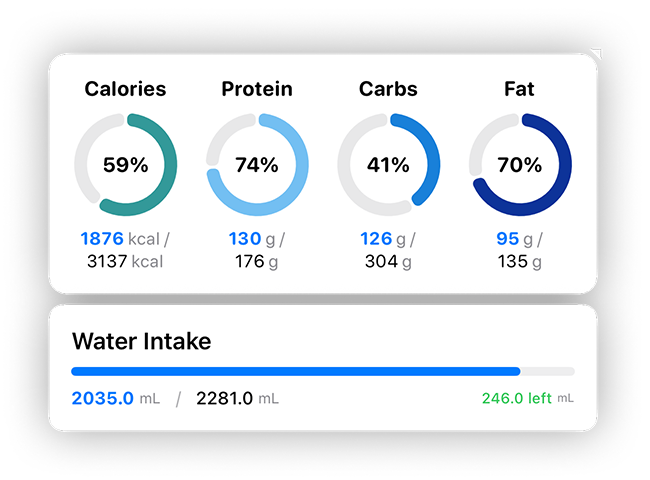 Calories Protein Carbs Fat
59% 74% 41% 70%
1876 kcal / 130 g / 126 g / 95 g /
3137 kcal 176 g 304 g 135 g
Water Intake
2035.0 mL / 2281.0 mL 246.0 left mL